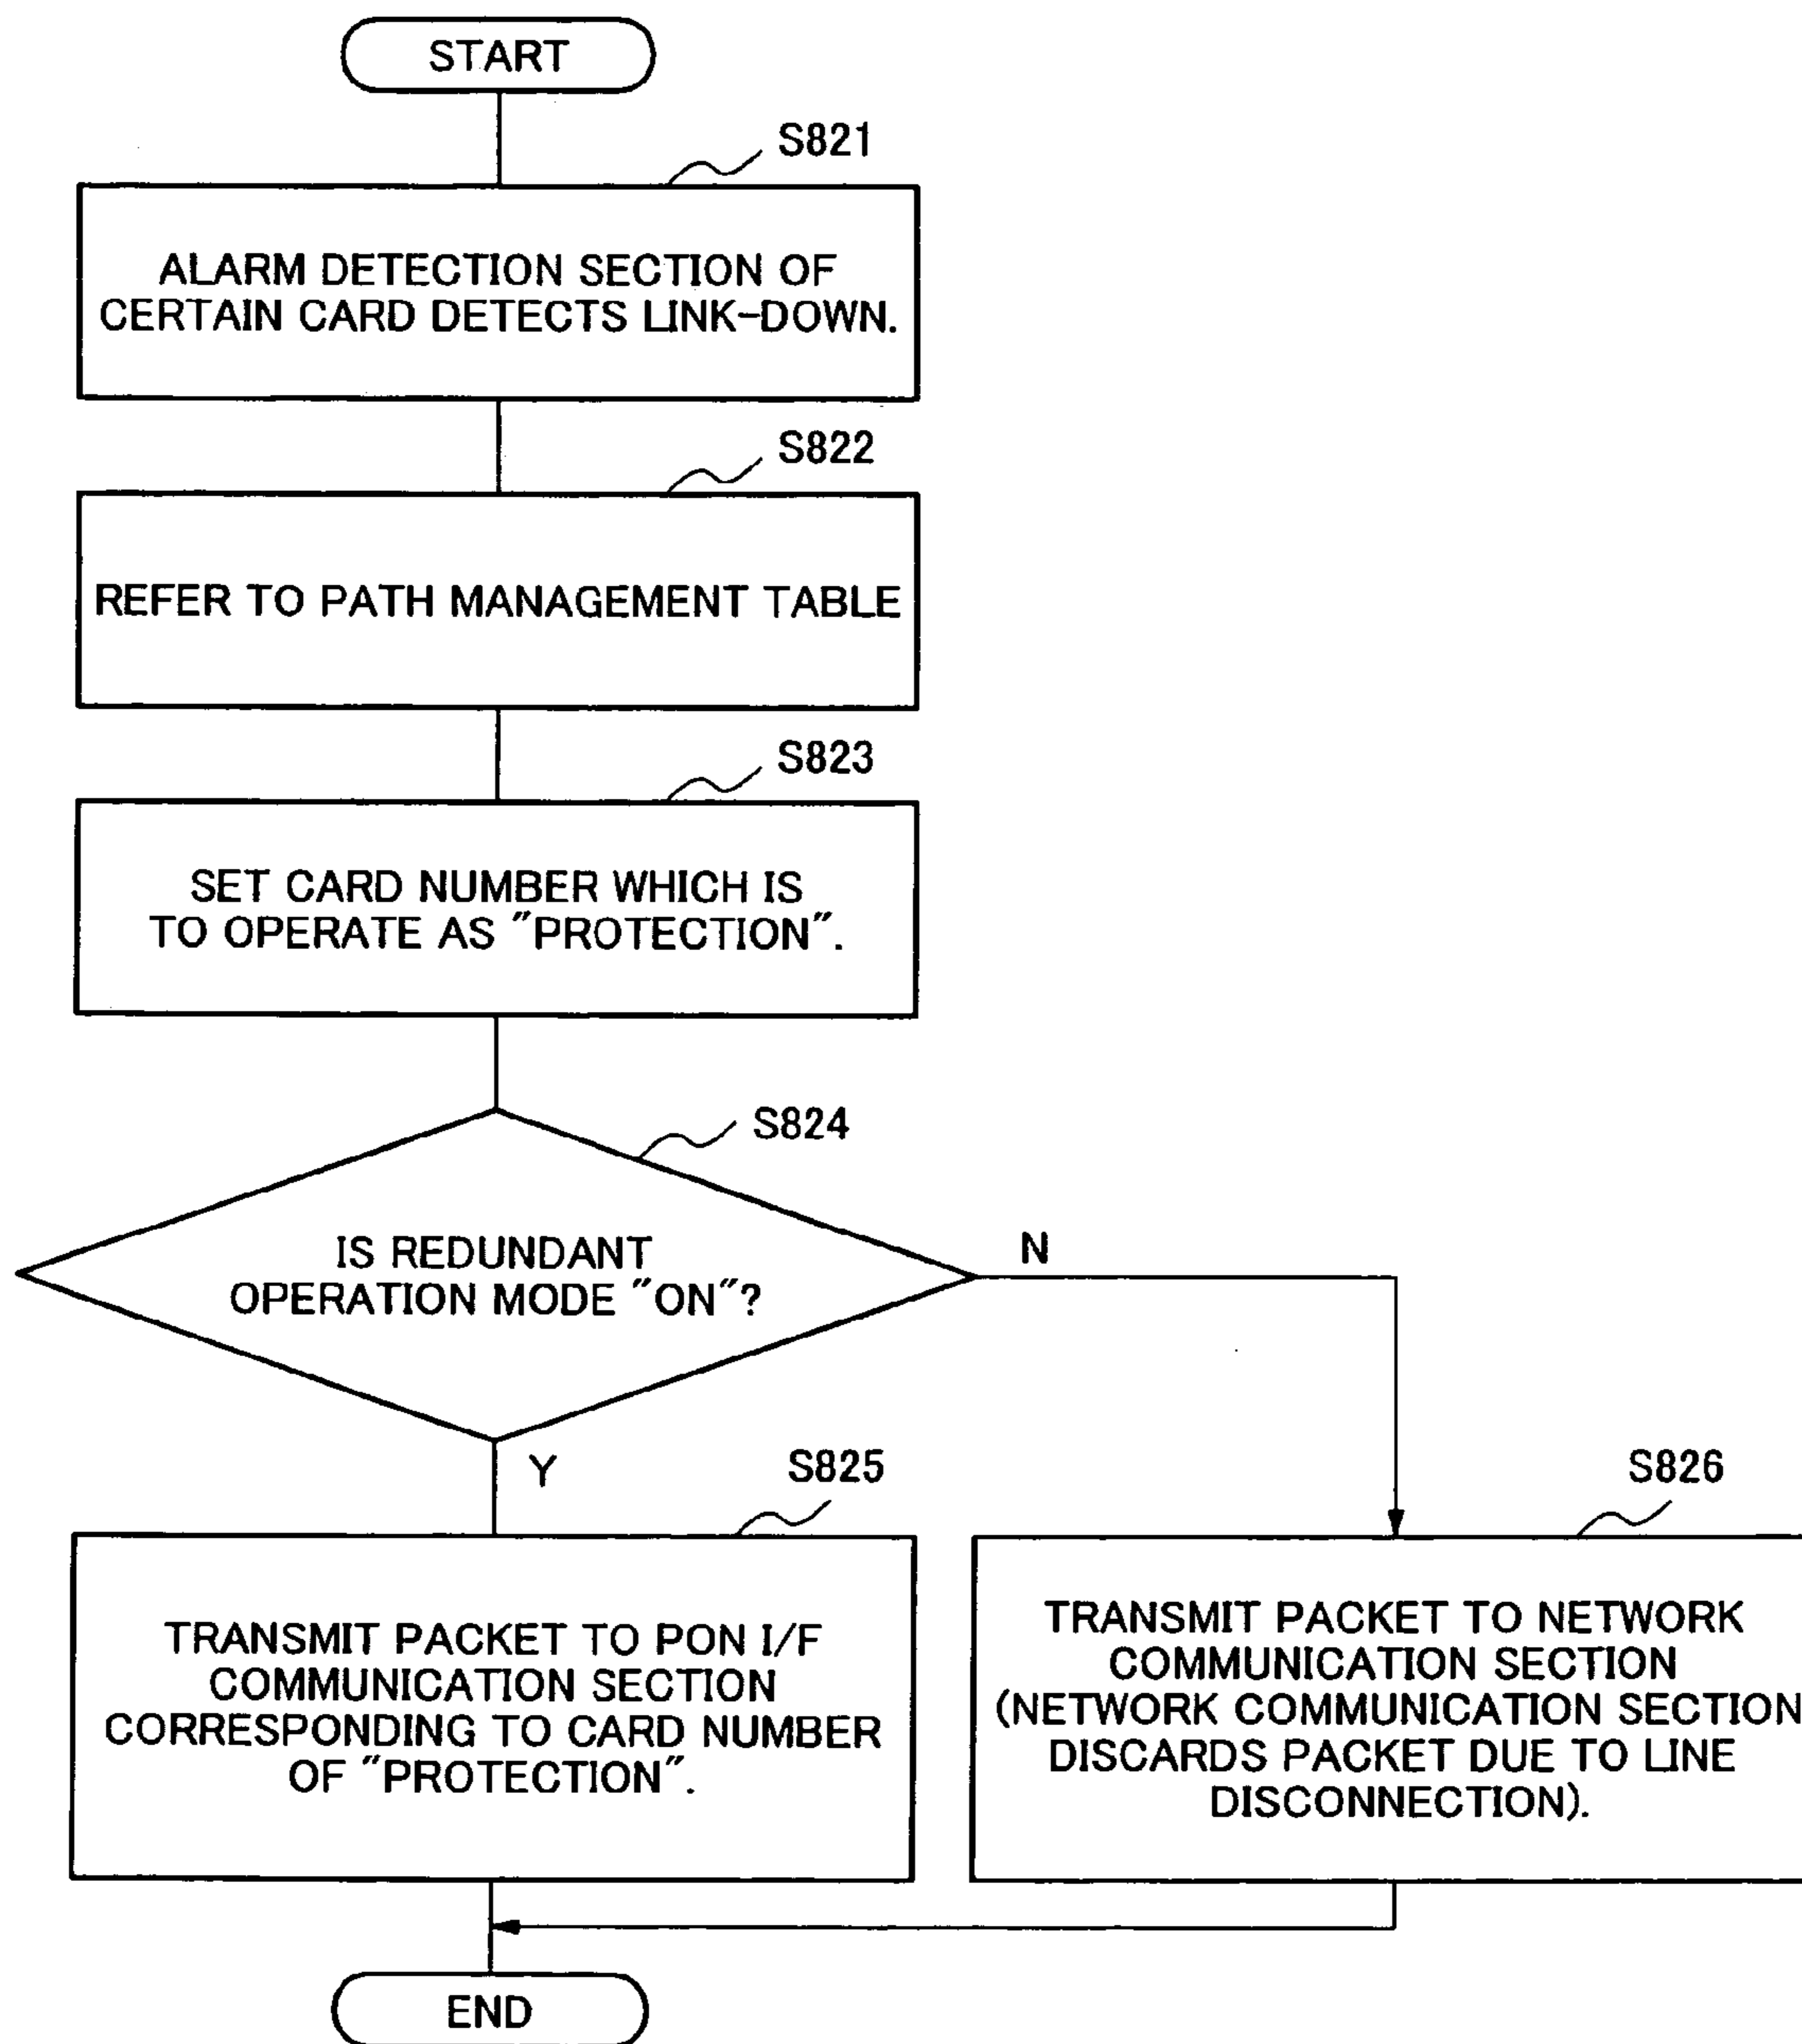 START
S821
ALARM DETECTION SECTION OF
CERTAIN CARD DETECTS LINK-DOWN.
S822
REFER TO PATH MANAGEMENT TABLE
S823
SET CARD NUMBER WHICH IS
TO OPERATE AS "PROTECTION".
S824
IS REDUNDANT
OPERATION MODE "ON"?
N
Y
S825
TRANSMIT PACKET TO PON I/F
COMMUNICATION SECTION
CORRESPONDING TO CARD NUMBER
OF "PROTECTION".
S826
TRANSMIT PACKET TO NETWORK
COMMUNICATION SECTION
(NETWORK COMMUNICATION SECTION
DISCARDS PACKET DUE TO LINE
DISCONNECTION).
END